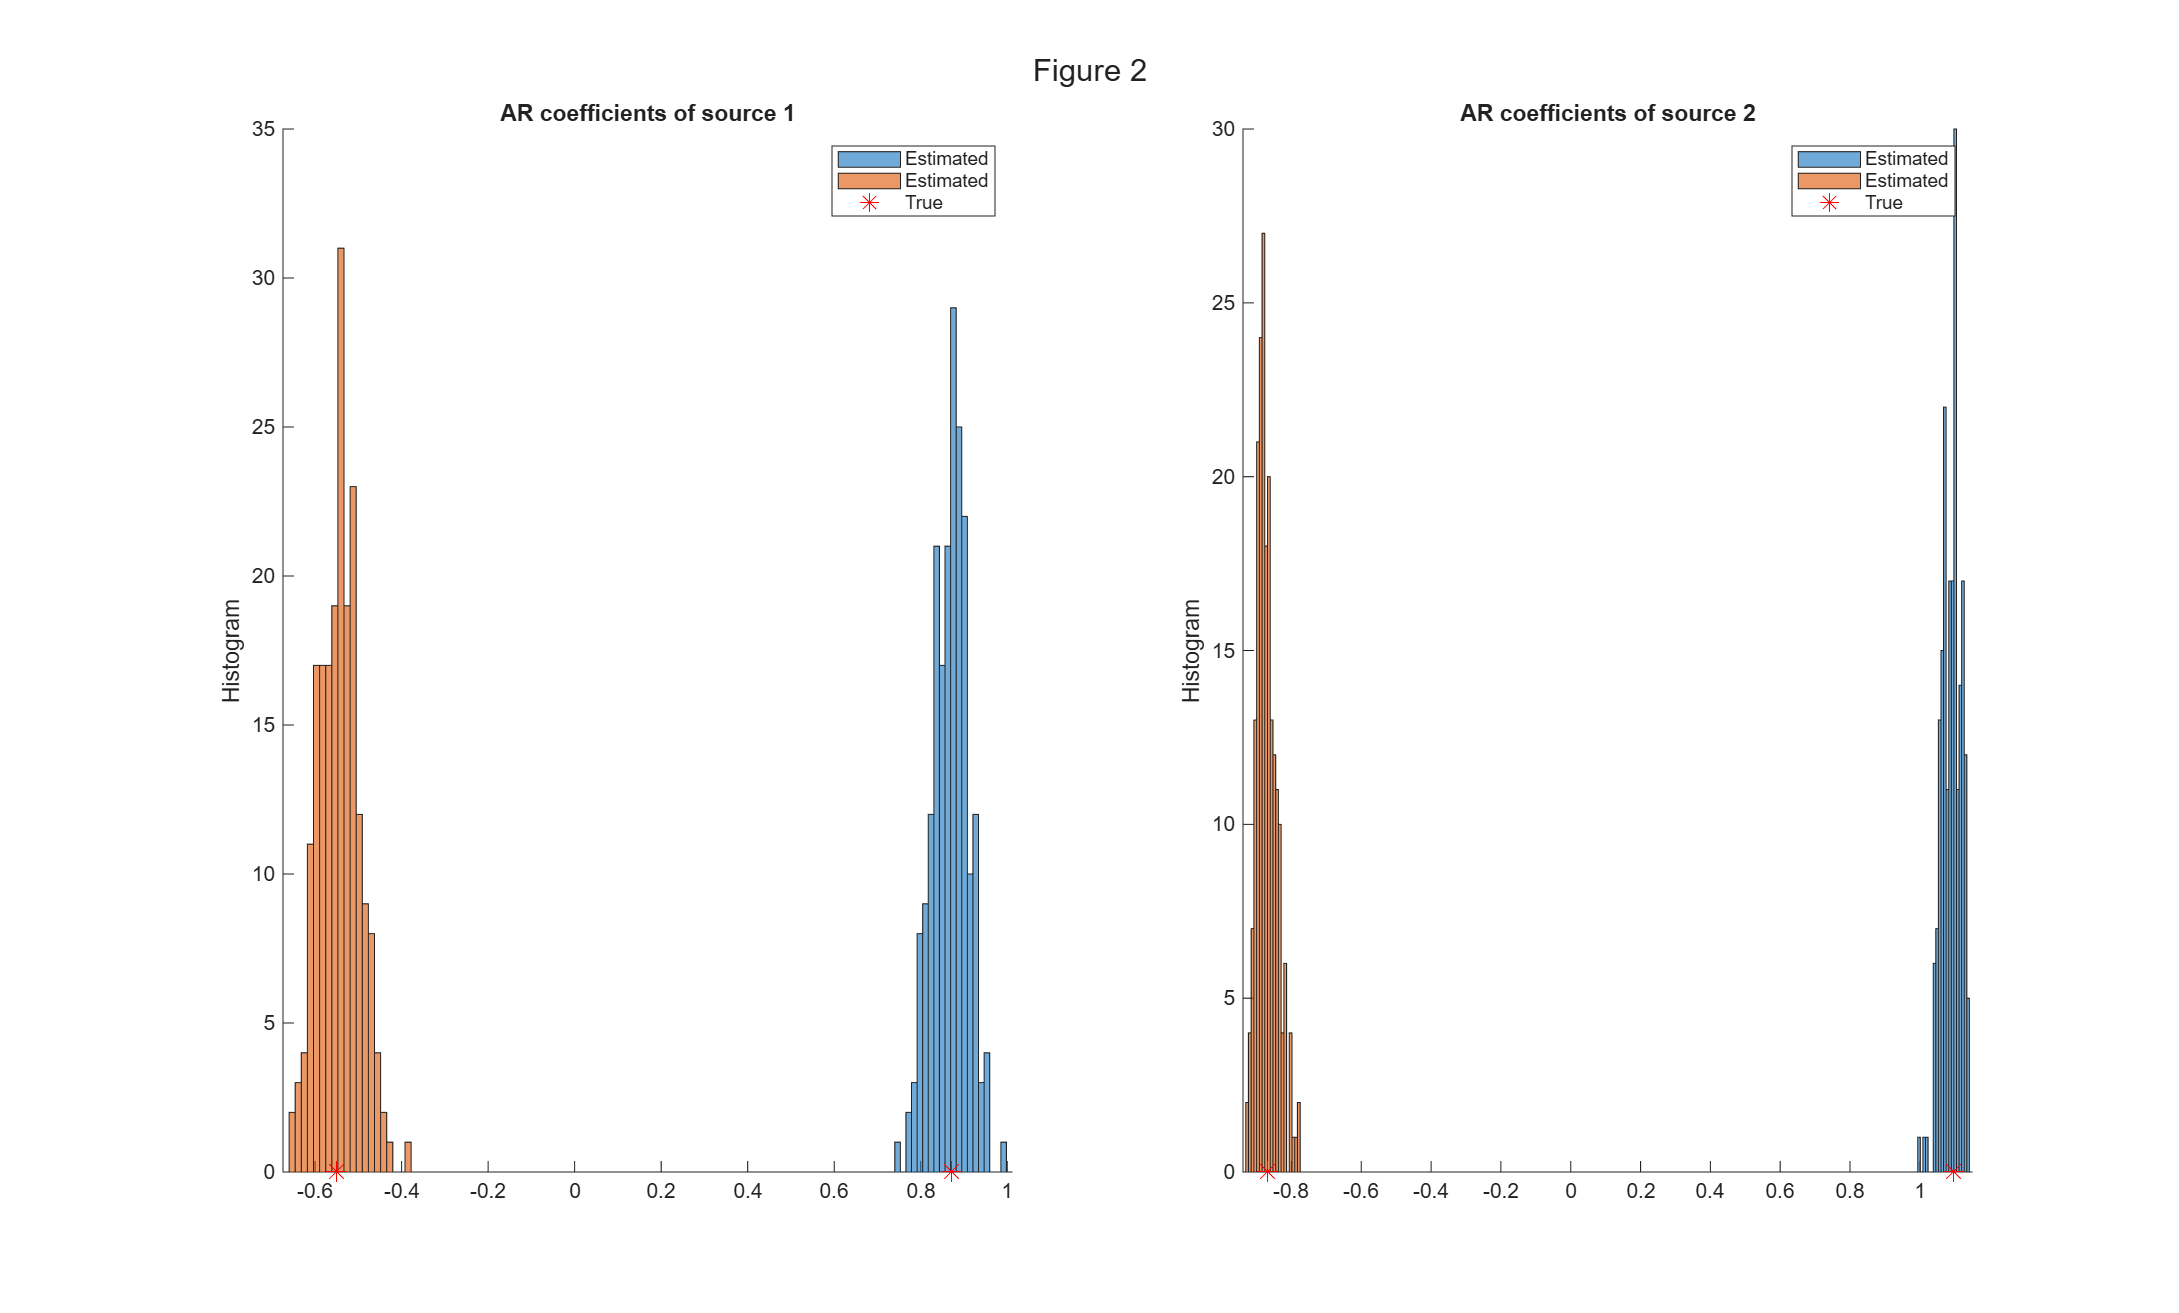 Figure 2
AR coefficients of source 1
35
30
25
20
15
10
5
0
Histogram
-0.6 -0.4 -0.2 0 0.2 0.4 0.6 0.8 1
Estimated
Estimated
True
AR coefficients of source 2
30
25
20
15
10
5
0
Histogram
-0.8 -0.6 -0.4 -0.2 0 0.2 0.4 0.6 0.8 1
Estimated
Estimated
True